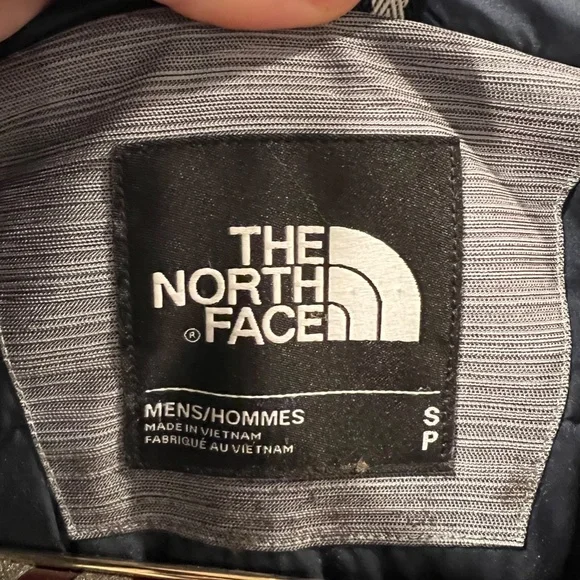 THE
NORTH
® FACE
MENS/HOMMES S
MADE IN VIETNAM P
FABRIQUÉ AU VIETNAM